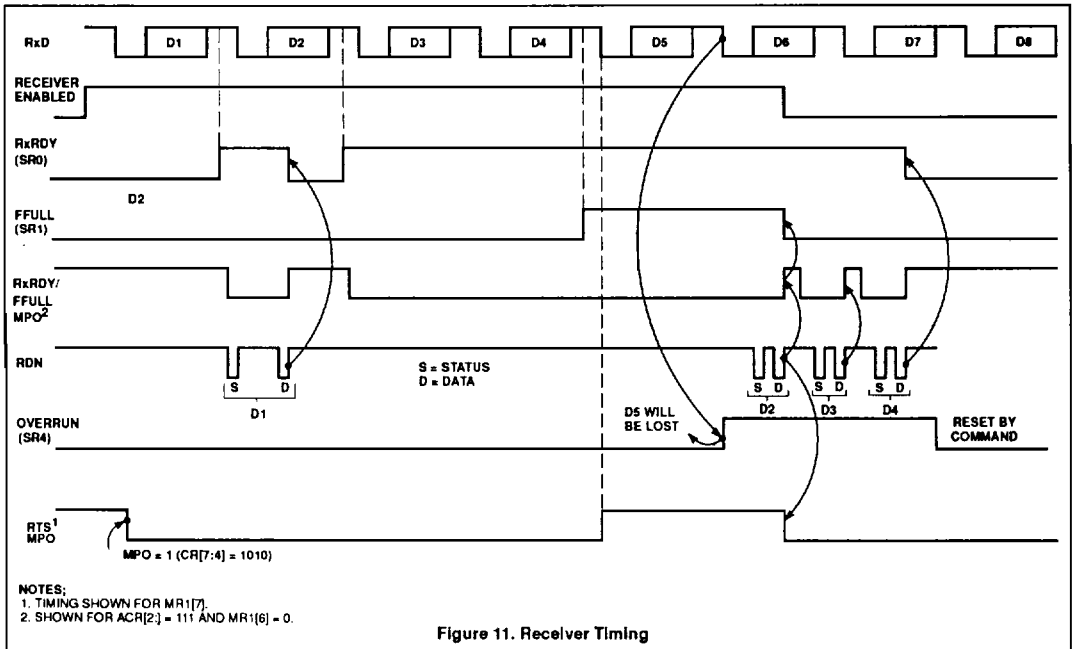 RxD D1 D2 D3 D4 D5 D6 D7 D8
RECEIVER
ENABLED
RxRDY
(SR0)
D2
FFULL
(SR1)
RxRDY/
FFULL
MPO2
RDN
S D
D1
S = STATUS
D = DATA
S D S D S D
D2 D3 D4
OVERRUN
(SR4)
D5 WILL
BE LOST
RESET BY
COMMAND
RTS1
MPO
MPO = 1 (CR[7:4] = 1010)
NOTES;
1. TIMING SHOWN FOR MR1[7].
2. SHOWN FOR ACR[2:] = 111 AND MR1[6] = 0.
Figure 11. Receiver Timing